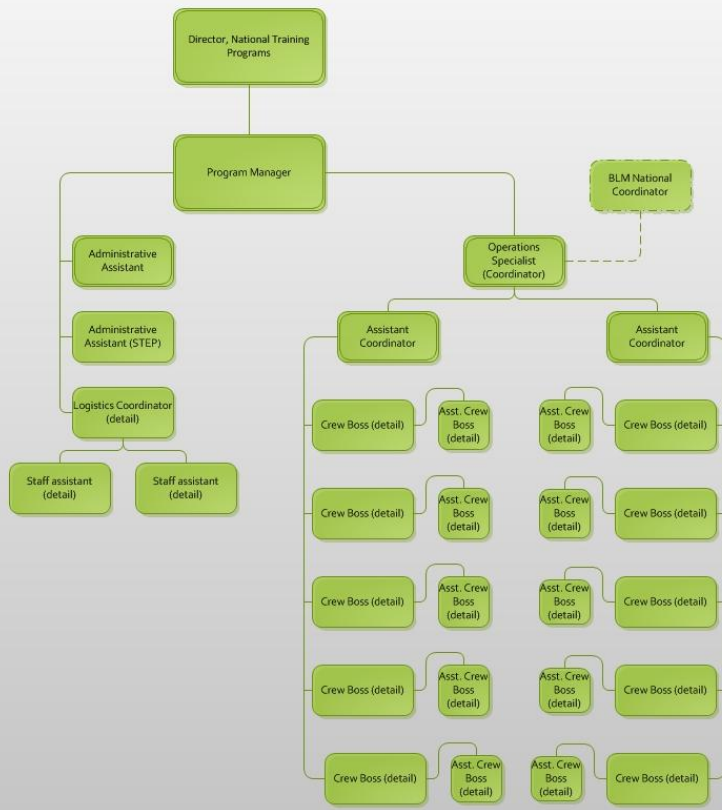 Director, National Training
Programs
Program Manager
BLM National
Coordinator
Administrative
Assistant
Operations
Specialist
(Coordinator)
Administrative
Assistant (STEP)
Assistant
Coordinator
Assistant
Coordinator
Logistics Coordinator
(detail)
Staff assistant
(detail)
Staff assistant
(detail)
Crew Boss (detail)
Asst. Crew
Boss
(detail)
Asst. Crew
Boss
(detail)
Crew Boss (detail)
Crew Boss (detail)
Asst. Crew
Boss
(detail)
Asst. Crew
Boss
(detail)
Crew Boss (detail)
Crew Boss (detail)
Asst. Crew
Boss
(detail)
Asst. Crew
Boss
(detail)
Crew Boss (detail)
Crew Boss (detail)
Asst. Crew
Boss
(detail)
Asst. Crew
Boss
(detail)
Crew Boss (detail)
Crew Boss (detail)
Asst. Crew
Boss
(detail)
Asst. Crew
Boss
(detail)
Crew Boss (detail)